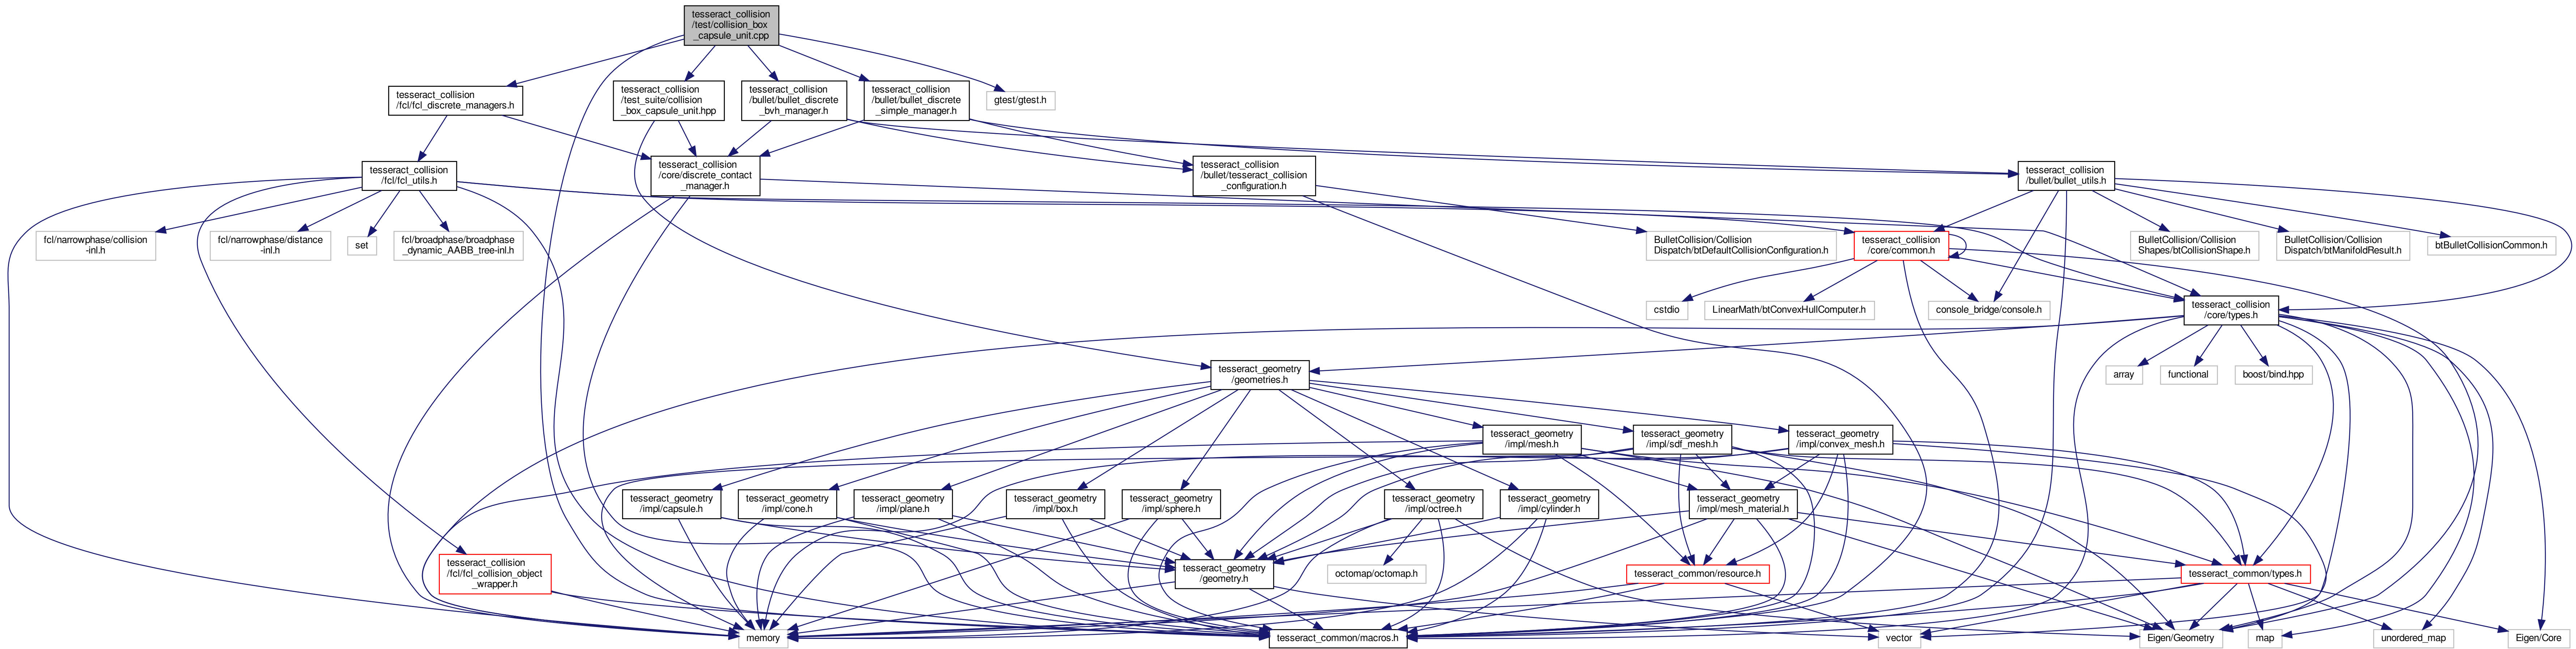 tesseract_collision
/test/collision_box
_capsule_unit.cpp
tesseract_collision
/fcl/fcl_discrete_managers.h
tesseract_collision
/test_suite/collision
_box_capsule_unit.hpp
tesseract_collision
/bullet/bullet_discrete
_bvh_manager.h
tesseract_collision
/bullet/bullet_discrete
_simple_manager.h
gtest/gtest.h
tesseract_collision
/fcl/fcl_utils.h
tesseract_collision
/core/discrete_contact
_manager.h
tesseract_collision
/bullet/tesseract_collision
_configuration.h
tesseract_collision
/bullet/bullet_utils.h
fcl/narrowphase/collision
-inl.h
fcl/narrowphase/distance
-inl.h
set
fcl/broadphase/broadphase
_dynamic_AABB_tree-inl.h
BulletCollision/Collision
Dispatch/btDefaultCollisionConfiguration.h
tesseract_collision
/core/common.h
BulletCollision/Collision
Shapes/btCollisionShape.h
BulletCollision/Collision
Dispatch/btManifoldResult.h
btBulletCollisionCommon.h
cstdio
LinearMath/btConvexHullComputer.h
console_bridge/console.h
tesseract_collision
/core/types.h
tesseract_geometry
/geometries.h
array
functional
boost/bind.hpp
tesseract_geometry
/impl/mesh.h
tesseract_geometry
/impl/sdf_mesh.h
tesseract_geometry
/impl/convex_mesh.h
tesseract_geometry
/impl/capsule.h
tesseract_geometry
/impl/cone.h
tesseract_geometry
/impl/plane.h
tesseract_geometry
/impl/box.h
tesseract_geometry
/impl/sphere.h
tesseract_geometry
/impl/octree.h
tesseract_geometry
/impl/cylinder.h
tesseract_geometry
/impl/mesh_material.h
tesseract_collision
/fcl/fcl_collision_object
_wrapper.h
tesseract_geometry
/geometry.h
octomap/octomap.h
tesseract_common/resource.h
tesseract_common/types.h
memory
tesseract_common/macros.h
vector
Eigen/Geometry
map
unordered_map
Eigen/Core